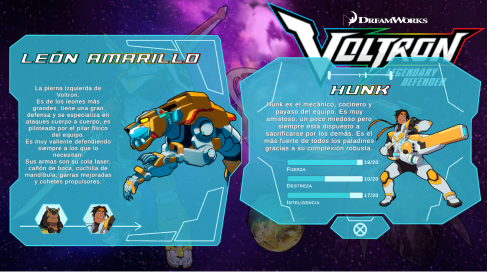 DREAMWORKS
VOLTRON
LEGENDARY
DEFENDER
LEÓN AMARILLO
La pierna izquierda de
Voltron.
Es de los leones más
grandes, tiene una gran
defensa y se especializa en
ataques cuerpo a cuerpo, es
piloteado por el pilar físico
del equipo.
Es muy valiente defendiendo
siempre a los que lo
necesitan.
Sus armas son su cola laser,
cañón de boca, cuchilla de
mandíbula, garras mejoradas
y cohetes propulsores.
HUNK
Hunk es el mecánico, cocinero y
payaso del equipo. Es muy
amistoso, un poco miedoso pero
siempre está dispuesto a
sacrificarse por los demás. Es el
más fuerte de todos los paladines
gracias a su complexión robusta.
19/20
FUERZA
10/20
DESTREZA
17/20
INTELIGENCIA